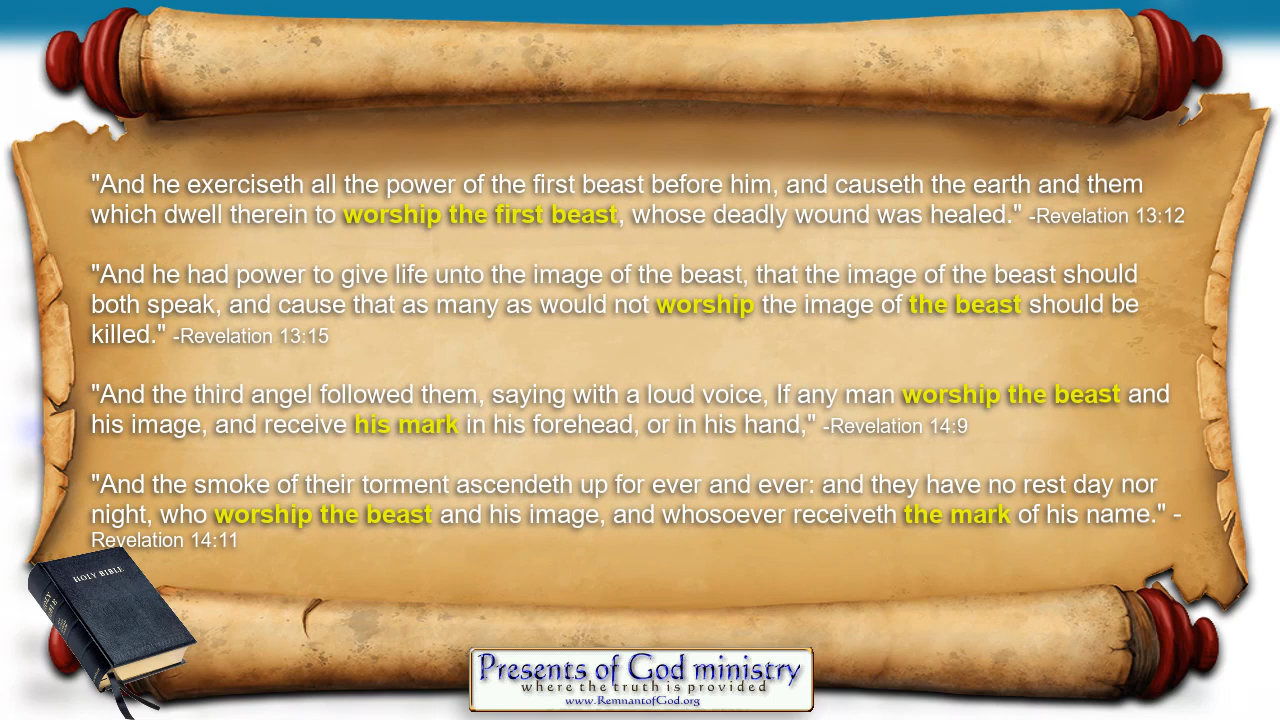 "And he exerciseth all the power of the first beast before him, and causeth the earth and them
which dwell therein to worship the first beast, whose deadly wound was healed." -Revelation 13:12
"And he had power to give life unto the image of the beast, that the image of the beast should
both speak, and cause that as many as would not worship the image of the beast should be
killed." -Revelation 13:15
"And the third angel followed them, saying with a loud voice, If any man worship the beast and
his image, and receive his mark in his forehead, or in his hand," -Revelation 14:9
"And the smoke of their torment ascendeth up for ever and ever: and they have no rest day nor
night, who worship the beast and his image, and whosoever receiveth the mark of his name." -
Revelation 14:11
HOLY BIBLE
HOLY BIBLE
Presents of God ministry
where the truth is provided
www.RemnantofGod.org